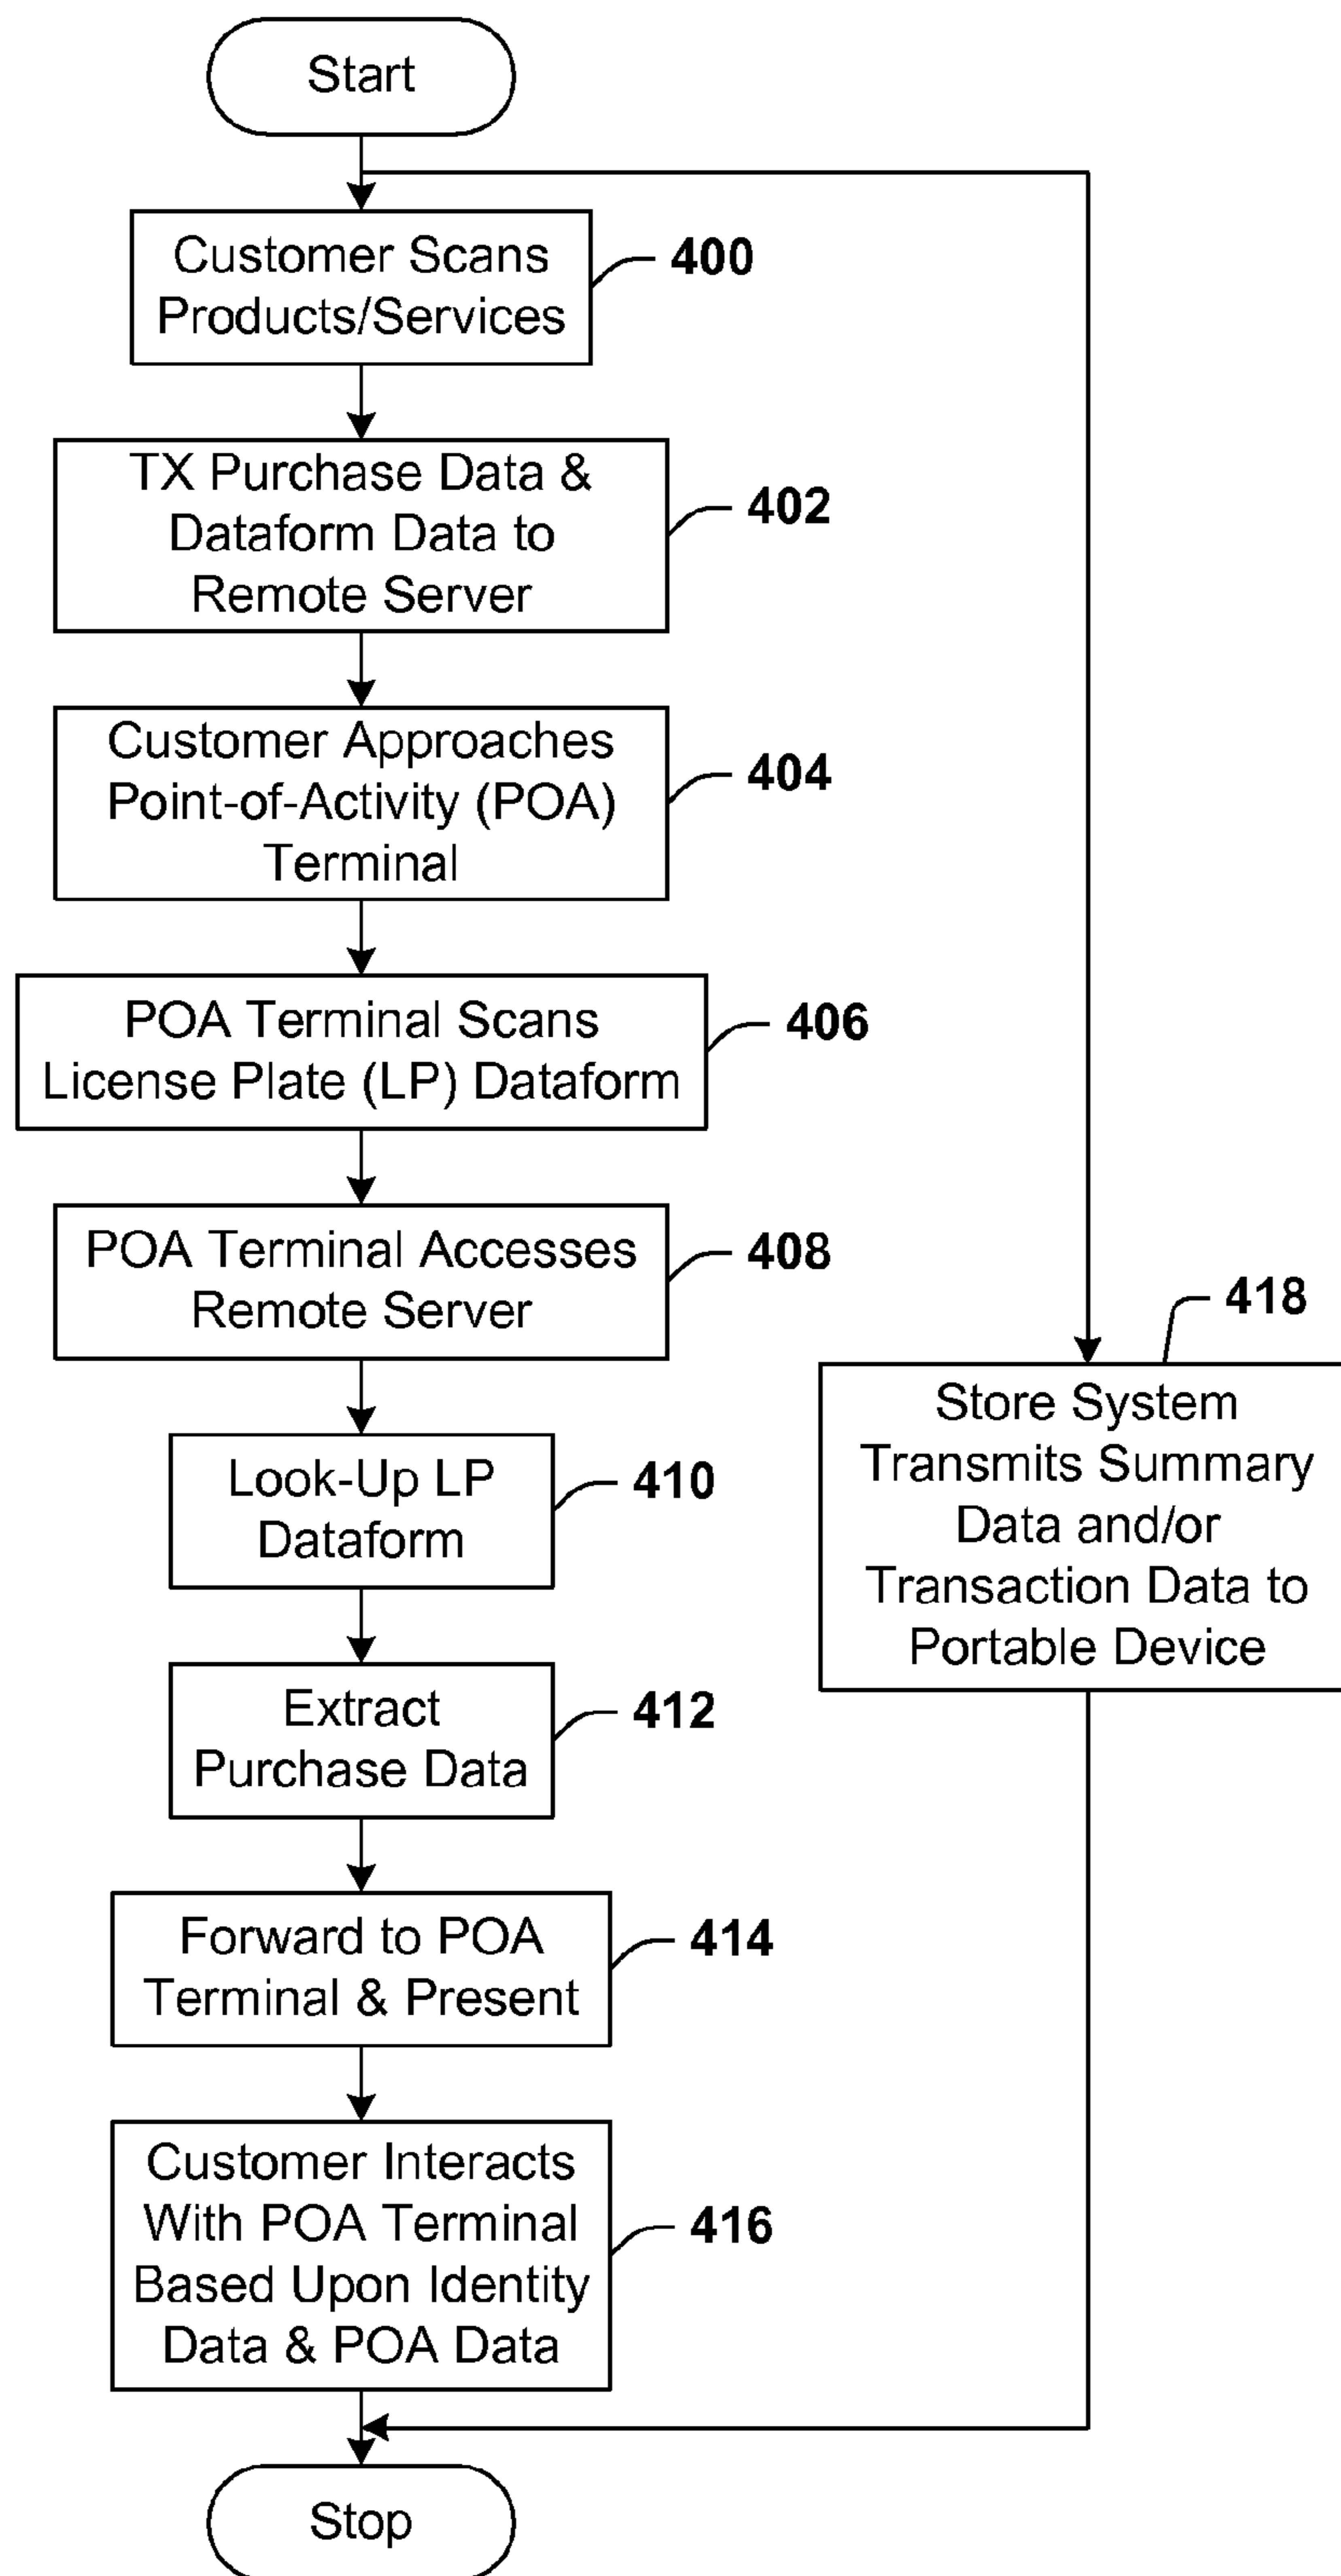 Start
Customer Scans
Products/Services
400
TX Purchase Data &
Dataform Data to
Remote Server
402
Customer Approaches
Point-of-Activity (POA)
Terminal
404
POA Terminal Scans
License Plate (LP) Dataform
406
POA Terminal Accesses
Remote Server
408
Look-Up LP
Dataform
410
Extract
Purchase Data
412
Forward to POA
Terminal & Present
414
Customer Interacts
With POA Terminal
Based Upon Identity
Data & POA Data
416
Store System
Transmits Summary
Data and/or
Transaction Data to
Portable Device
418
Stop